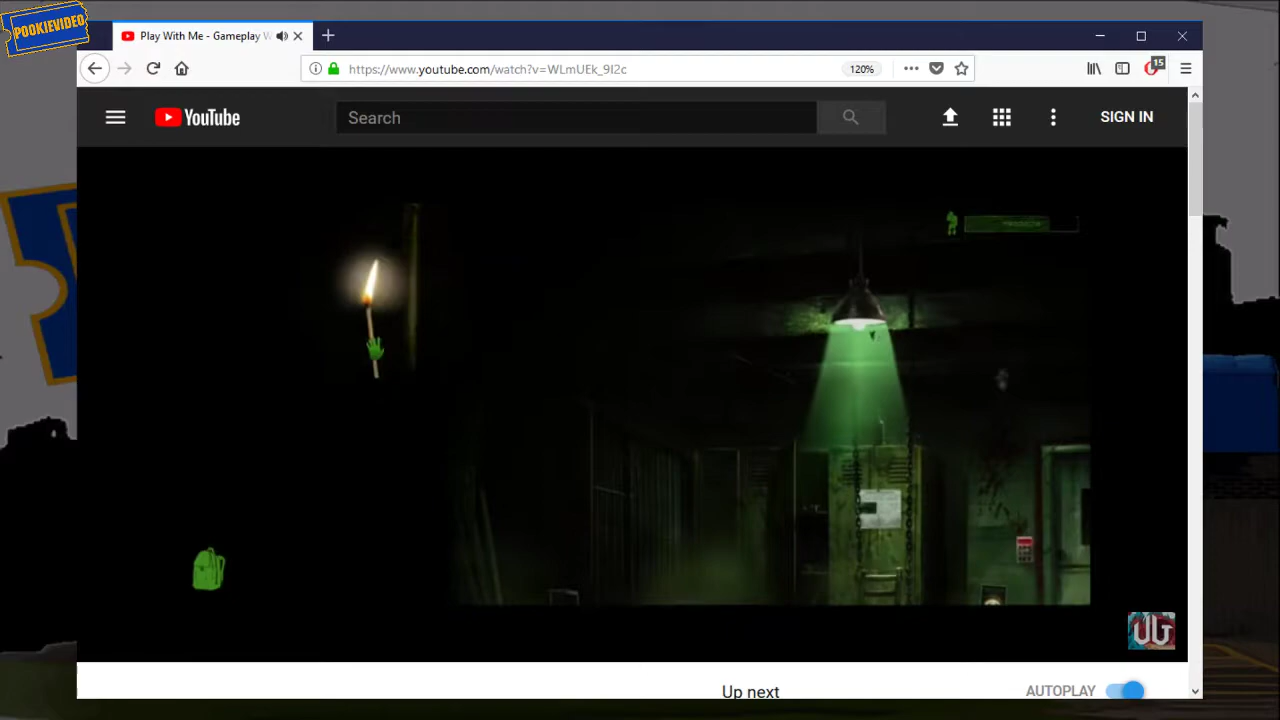 POOKIEVIDEO
Play With Me - Gameplay W
https://www.youtube.com/watch?v=WLmUEk_9I2c
120%
15
YouTube
Search
SIGN IN
UG
Up next
AUTOPLAY